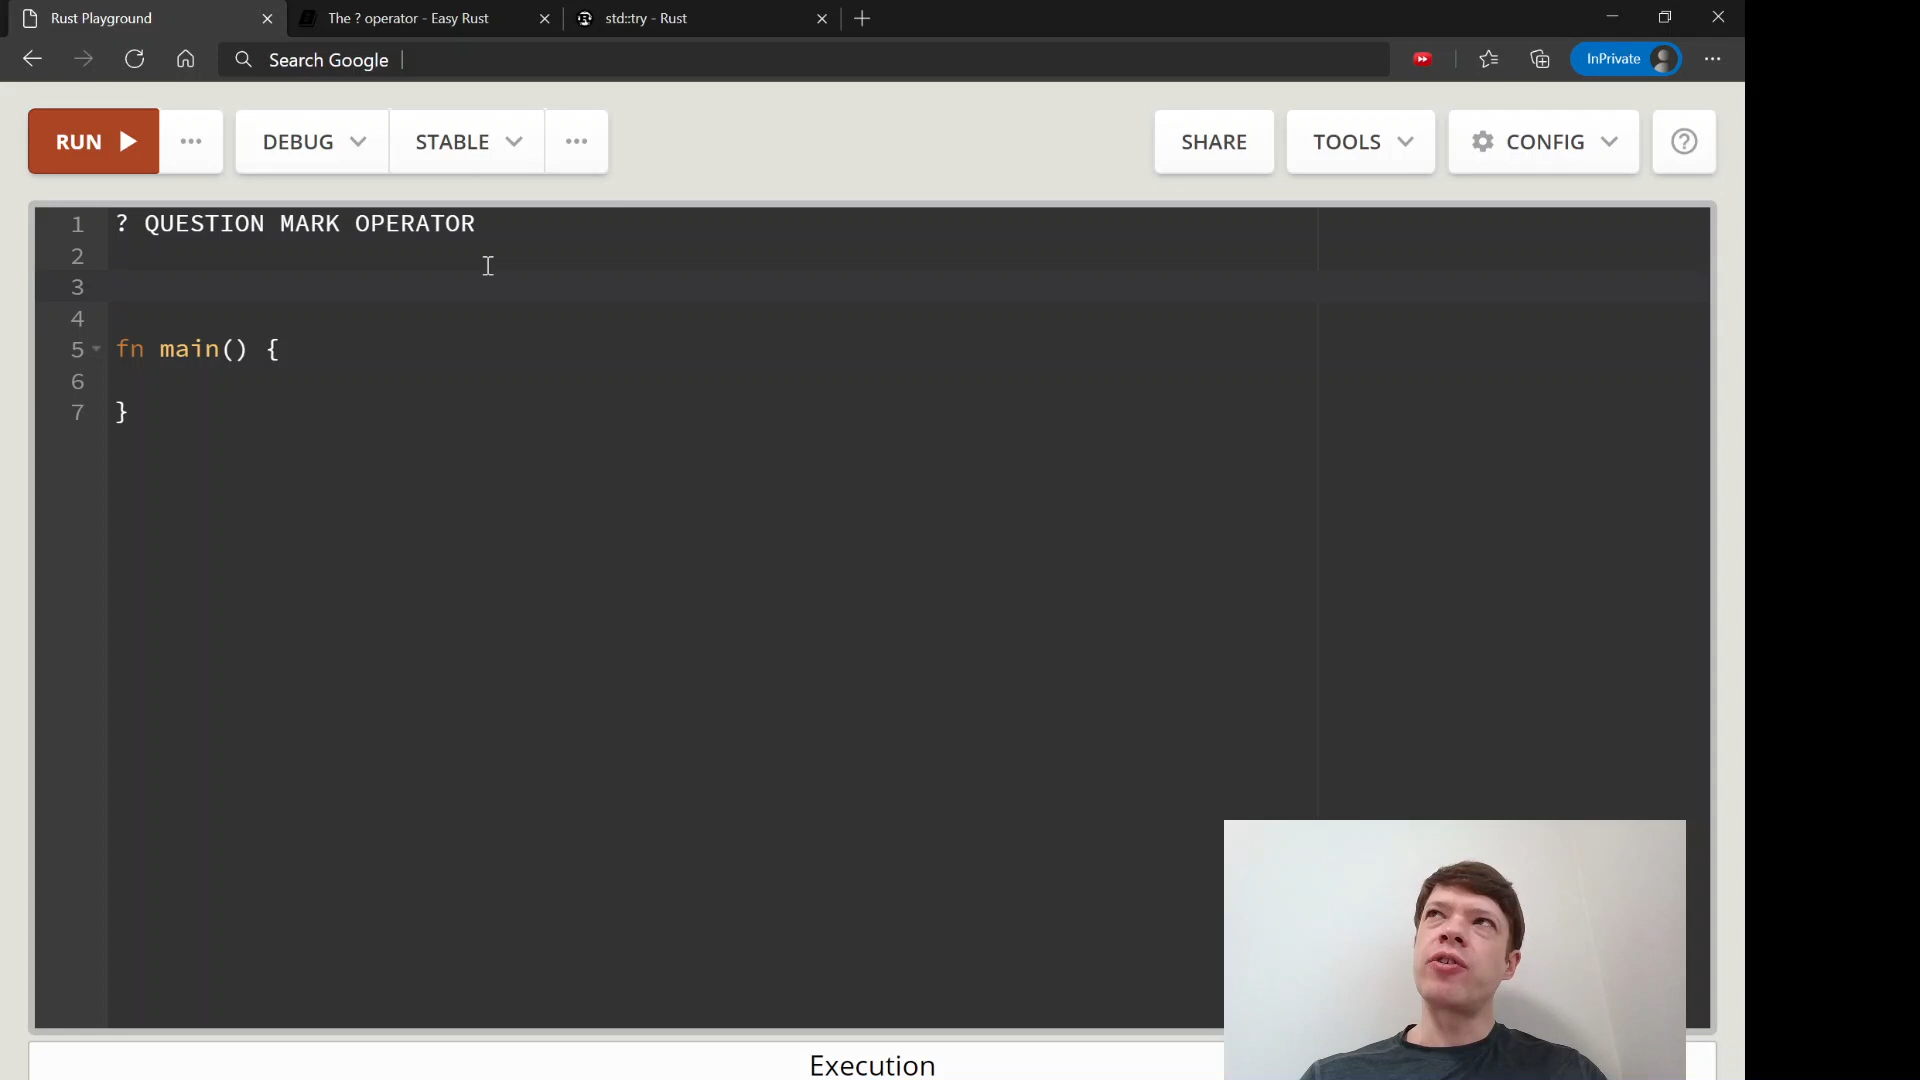 Rust Playground
The ? operator - Easy Rust
std::try - Rust
Search Google
InPrivate
RUN
DEBUG
STABLE
SHARE
TOOLS
CONFIG
1 ? QUESTION MARK OPERATOR
2
3
4
5 fn main() {
6
7 }
Execution